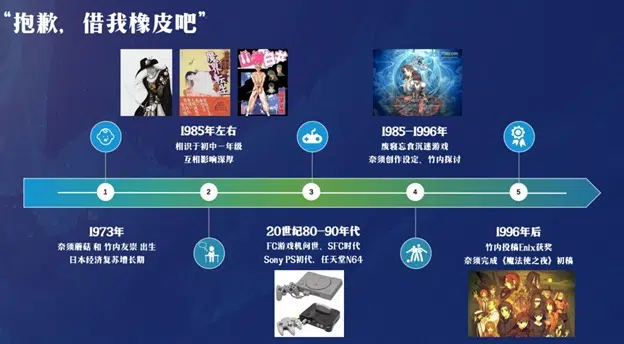 “抱歉，借我橡皮吧”
1985年左右
相识于初中一年级
互相影响深厚
1985-1996年
废寝忘食沉迷游戏
奈须创作设定、竹内探讨
1
2
3
4
5
1973年
奈须蘑菇 和 竹内友崇 出生
日本经济复苏增长期
20世纪80-90年代
FC游戏机问世、SFC时代
Sony PS初代、任天堂N64
1996年后
竹内投稿Enix获奖
奈须完成《魔法使之夜》初稿